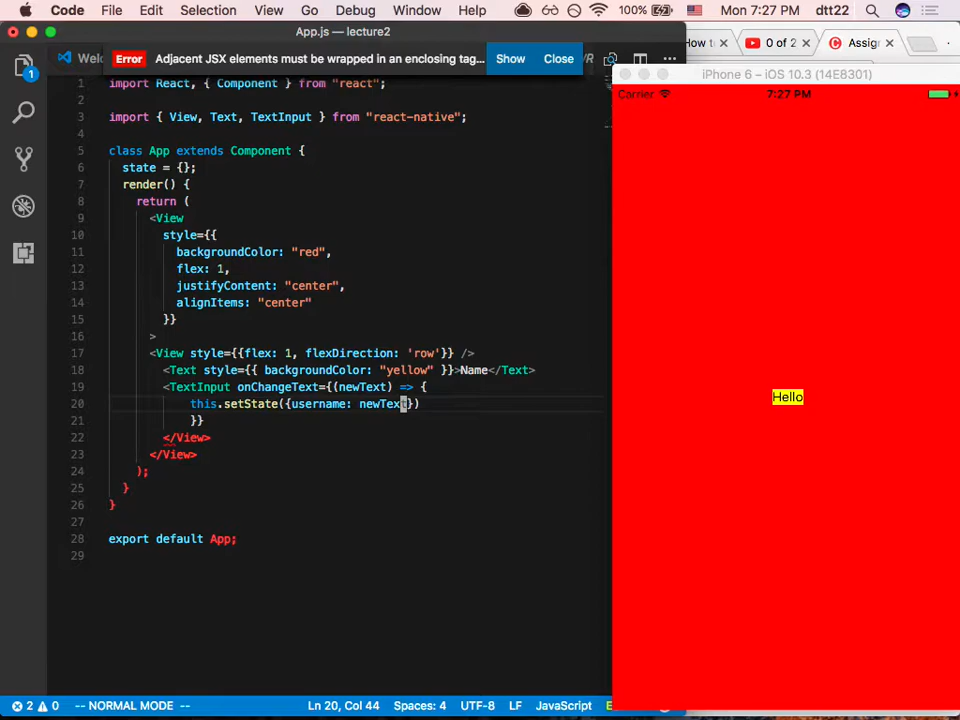 Code File Edit Selection View Go Debug Window Help 100% Mon 7:27 PM dtt22
App.js — lecture2
How to 0 of 2 Assig
Welc
Error Adjacent JSX elements must be wrapped in an enclosing tag... Show Close
iPhone 6 – iOS 10.3 (14E8301)
Carrier 7:27 PM
1
1 import React, { Component } from "react";
2
3 import { View, Text, TextInput } from "react-native";
4
5 class App extends Component {
6 state = {};
7 render() {
8 return (
9 <View
10 style={{
11 backgroundColor: "red",
12 flex: 1,
13 justifyContent: "center",
14 alignItems: "center"
15 }}
16 >
17 <View style={{flex: 1, flexDirection: 'row'}} />
18 <Text style={{ backgroundColor: "yellow" }}>Name</Text>
19 <TextInput onChangeText={(newText) => {
20 this.setState({username: newText})
21 }}
22 </View>
23 </View>
24 );
25 }
26 }
27
28 export default App;
29
Hello
2 0 -- NORMAL MODE -- Ln 20, Col 44 Spaces: 4 UTF-8 LF JavaScript